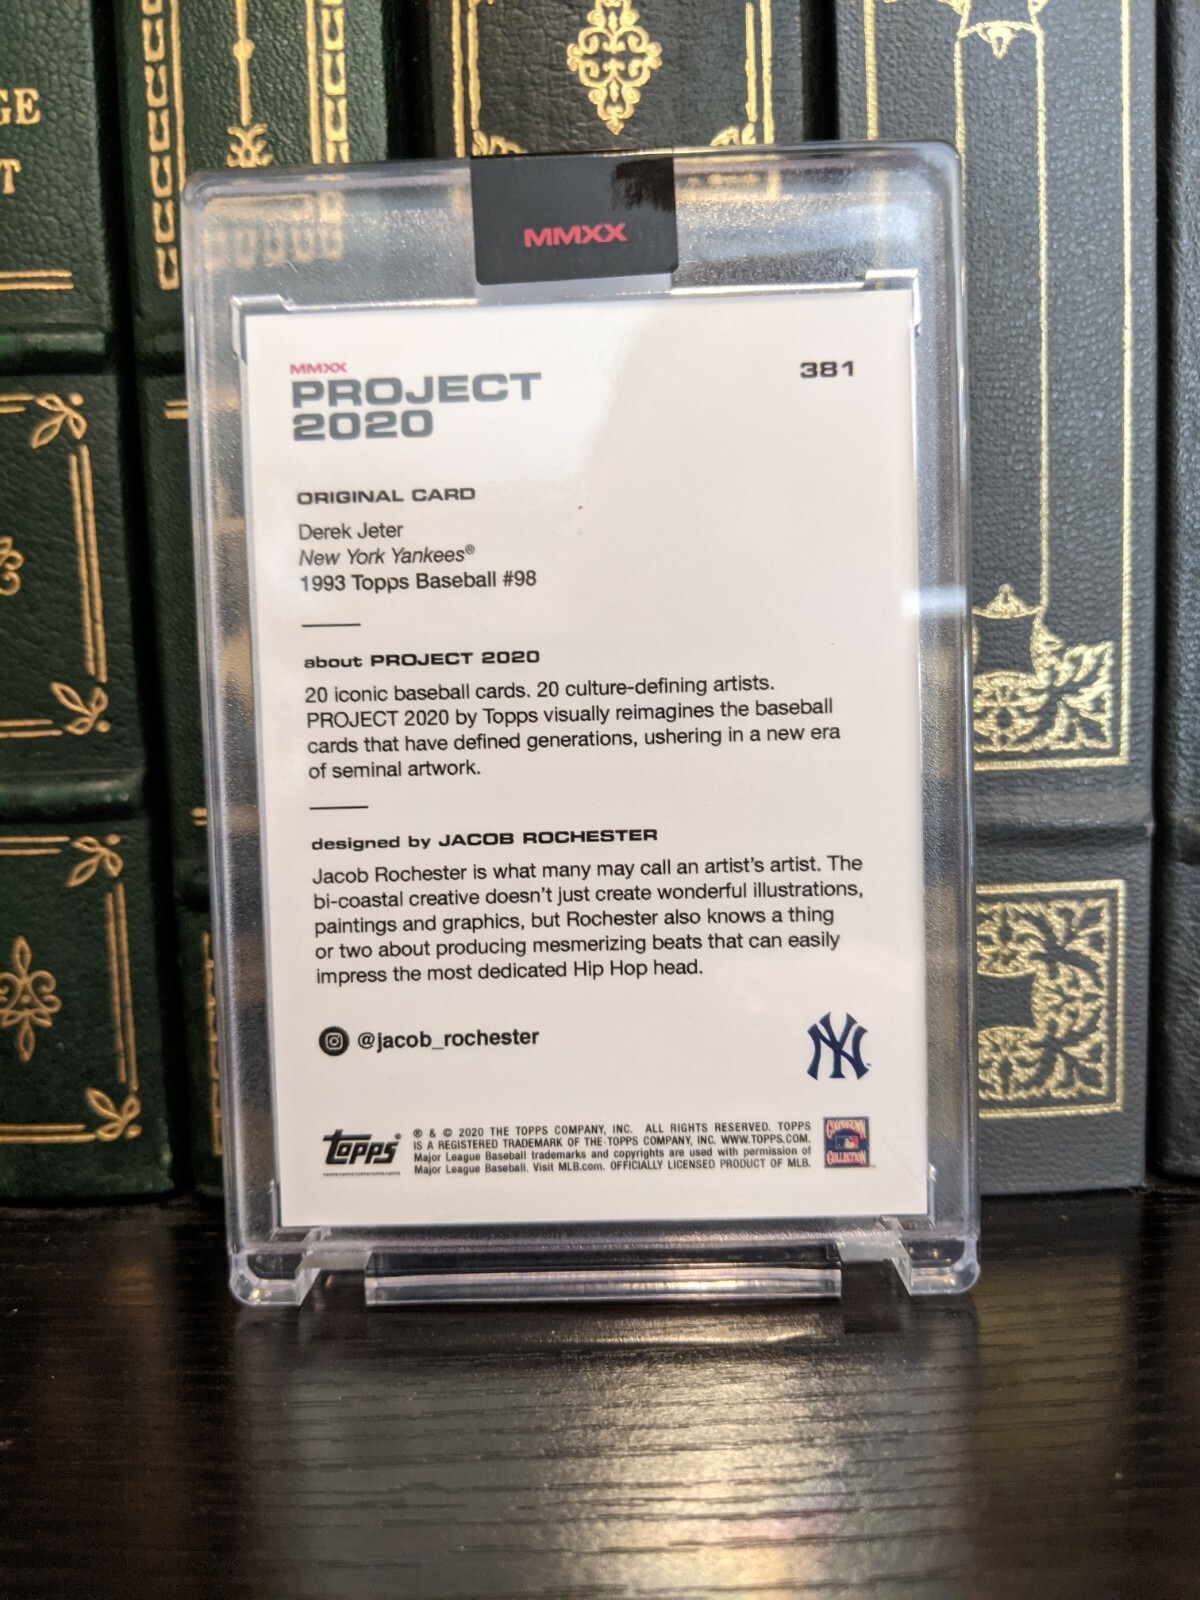 GE
T
MMXX
MMXX
PROJECT
2020
381
ORIGINAL CARD
Derek Jeter
New York Yankees®
1993 Topps Baseball #98
about PROJECT 2020
20 iconic baseball cards. 20 culture-defining artists.
PROJECT 2020 by Topps visually reimagines the baseball
cards that have defined generations, ushering in a new era
of seminal artwork.
designed by JACOB ROCHESTER
Jacob Rochester is what many may call an artist's artist. The
bi-coastal creative doesn't just create wonderful illustrations,
paintings and graphics, but Rochester also knows a thing
or two about producing mesmerizing beats that can easily
impress the most dedicated Hip Hop head.
@jacob_rochester
NY
topps®
® & © 2020 THE TOPPS COMPANY, INC. ALL RIGHTS RESERVED. TOPPS
IS A REGISTERED TRADEMARK OF THE TOPPS COMPANY, INC. WWW.TOPPS.COM.
Major League Baseball trademarks and copyrights are used with permission of
Major League Baseball. Visit MLB.com. OFFICIALLY LICENSED PRODUCT OF MLB.
COOPERSTOWN
COLLECTION